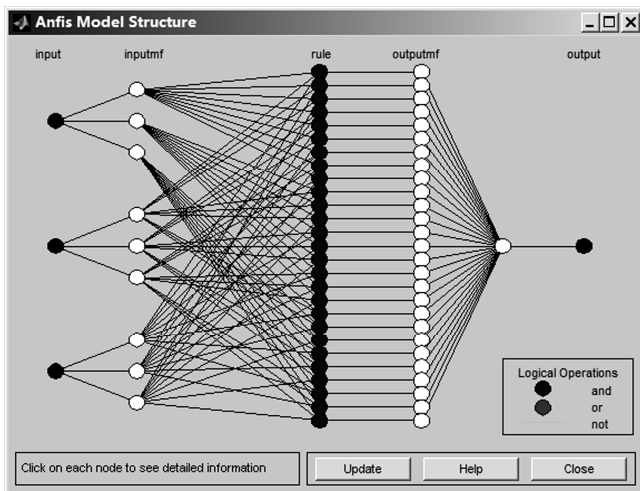 Anfis Model Structure
input inputmf rule outputmf output
Logical Operations
and
or
not
Click on each node to see detailed information
Update Help Close